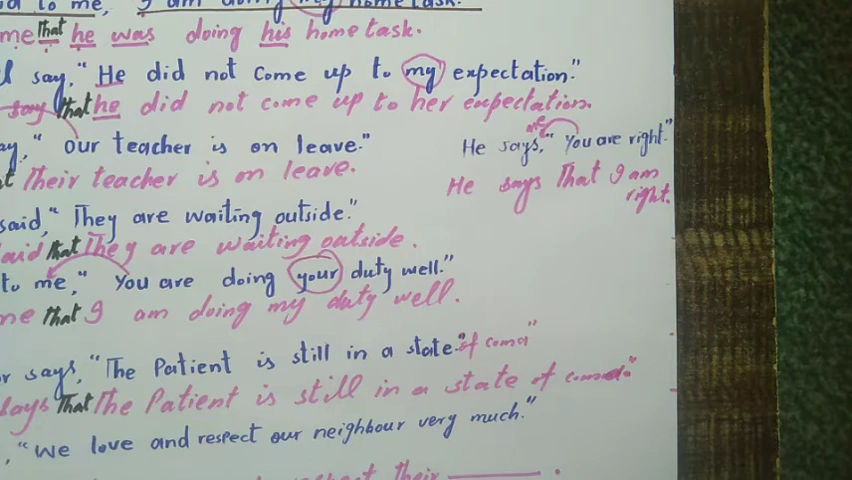 to me, I am doing my home task."
me that he was doing his home task.
I say, "He did not come up to my expectation."
say that he did not come up to her expectation.
"our teacher is on leave."
Their teacher is on leave.
me
He says, "You are right."
He says That I am
right.
said, "They are waiting outside."
said that They are waiting outside.
to me, "You are doing your duty well."
me that I am doing my duty well.
says, "The Patient is still in a state." of coma"
says That The Patient is still in a state of coma."
"We love and respect our neighbour very much."
respect their